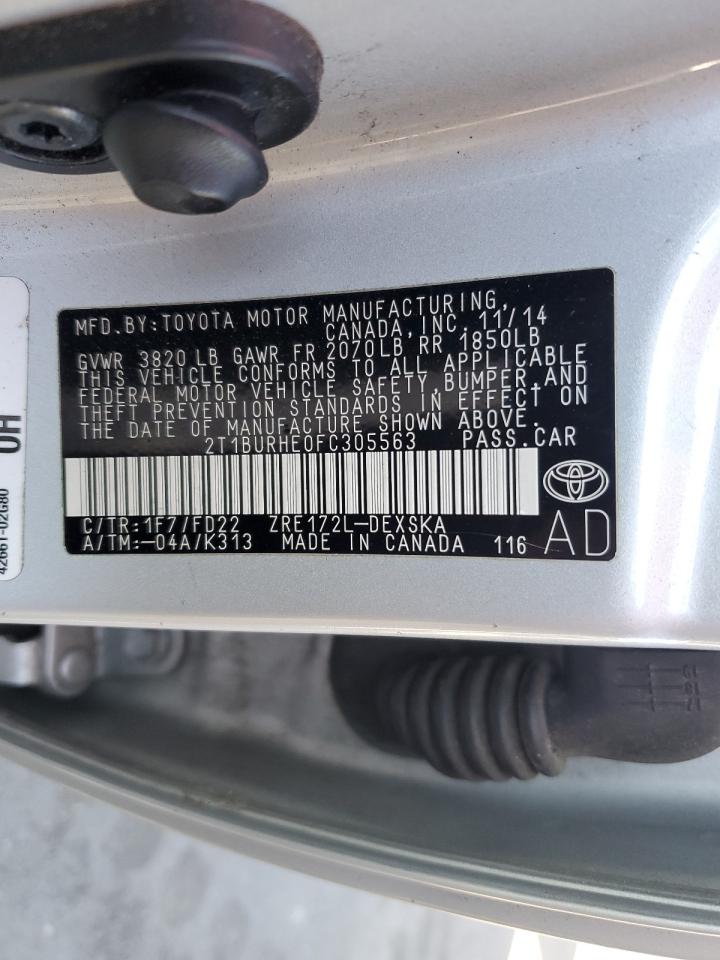 MFD.BY:TOYOTA MOTOR MANUFACTURING,
CANADA,INC. 11/14
GVWR 3820LB GAWR FR 2070LB RR 1850LB
THIS VEHICLE CONFORMS TO ALL APPLICABLE
FEDERAL MOTOR VEHICLE SAFETY,BUMPER,AND
THEFT PREVENTION STANDARDS IN EFFECT ON
THE DATE OF MANUFACTURE SHOWN ABOVE.
2T1BURHE0FC305563 PASS.CAR
C/TR:1F7/FD22 ZRE172L-DEXSKA
A/TM:-04A/K313 MADE IN CANADA 116 AD
42661-02G80